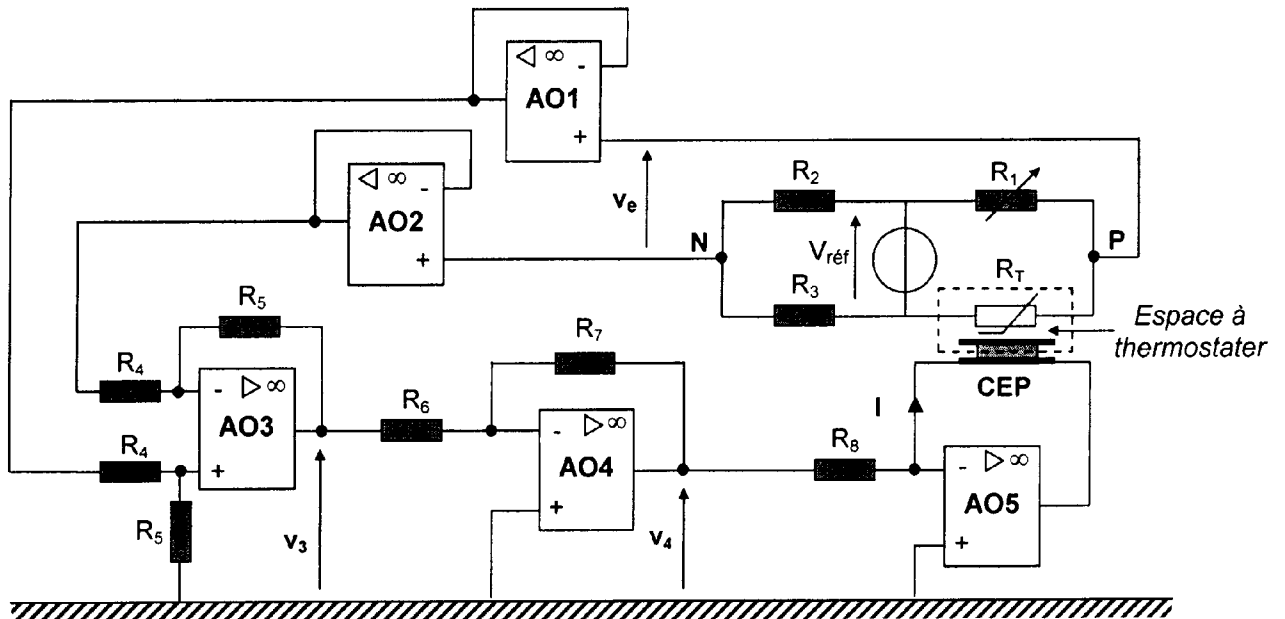 ◁ ∞ -
AO1
+
◁ ∞ -
AO2
+
vₑ
N
R₂
R₁
V_réf
P
R₃
R_T
Espace à
thermostater
CEP
R₅
R₄
- ▷ ∞
AO3
+
R₄
R₅
v₃
R₆
R₇
- ▷ ∞
AO4
+
v₄
R₈
I
- ▷ ∞
AO5
+